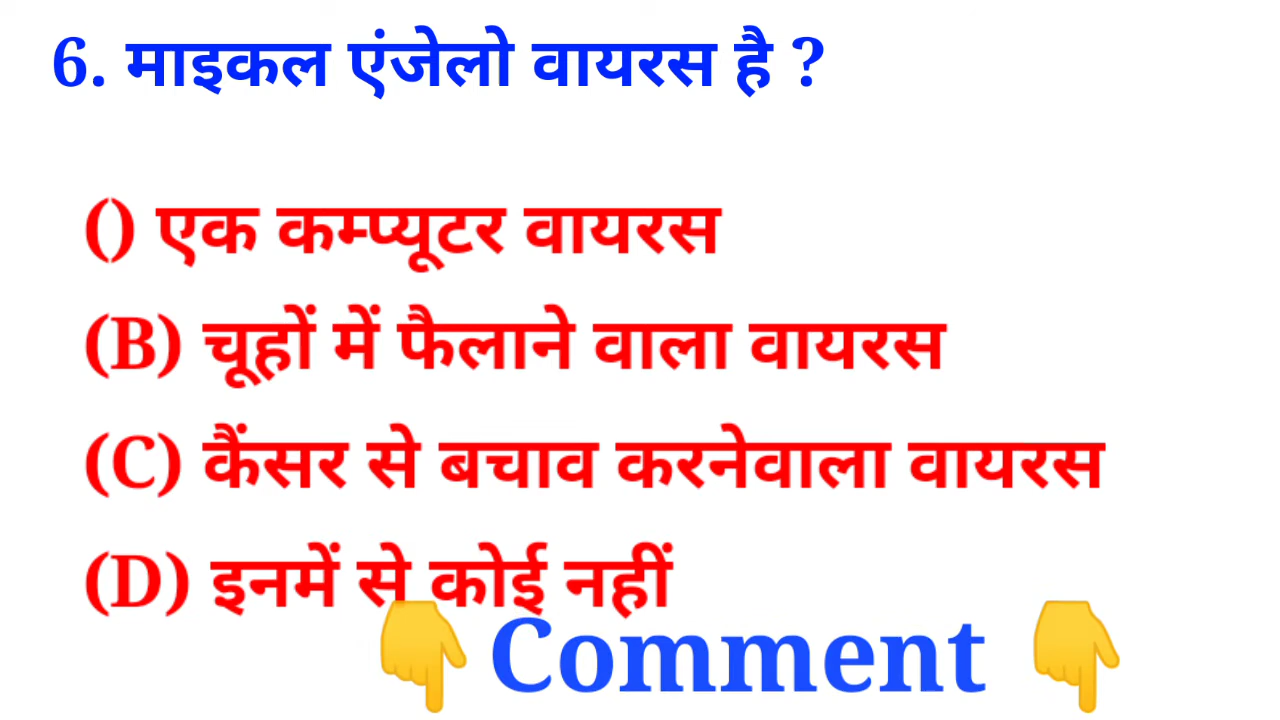 6. माइकल एंजेलो वायरस है ?
() एक कम्प्यूटर वायरस
(B) चूहों में फैलाने वाला वायरस
(C) कैंसर से बचाव करनेवाला वायरस
(D) इनमें से कोई नहीं
👇Comment 👇